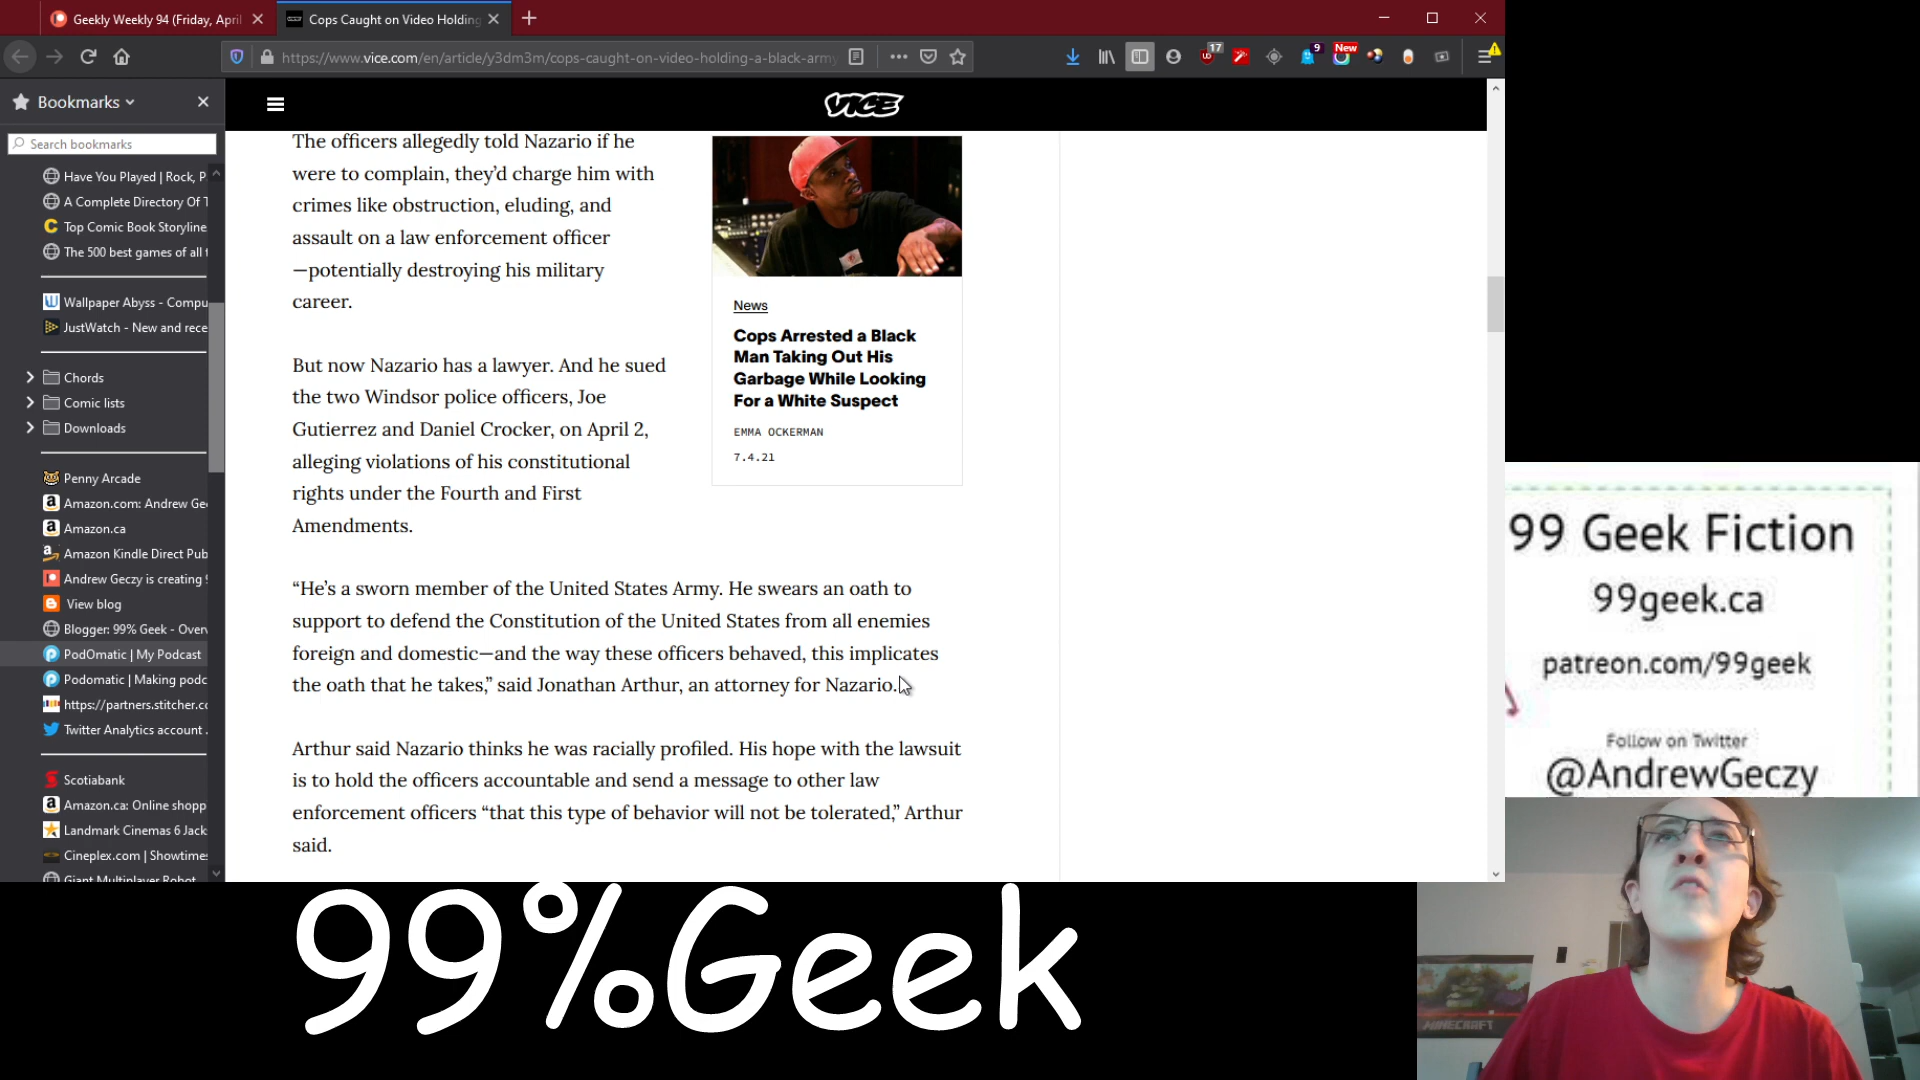 Geekly Weekly 94 (Friday, April
Cops Caught on Video Holding
https://www.vice.com/en/article/y3dm3m/cops-caught-on-video-holding-a-black-army
17
9
New
Bookmarks
VICE
Search bookmarks
Have You Played | Rock, P
A Complete Directory Of T
Top Comic Book Storyline
The 500 best games of all t
Wallpaper Abyss - Compu
JustWatch - New and rece
Chords
Comic lists
Downloads
Penny Arcade
Amazon.com: Andrew Ge
Amazon.ca
Amazon Kindle Direct Pub
Andrew Geczy is creating
View blog
Blogger: 99% Geek - Over
PodOmatic | My Podcast
Podomatic | Making podc
https://partners.stitcher.c
Twitter Analytics account
Scotiabank
Amazon.ca: Online shopp
Landmark Cinemas 6 Jack
Cineplex.com | Showtimes
Giant Multiplayer Robot
The officers allegedly told Nazario if he
were to complain, they’d charge him with
crimes like obstruction, eluding, and
assault on a law enforcement officer
—potentially destroying his military
career.
But now Nazario has a lawyer. And he sued
the two Windsor police officers, Joe
Gutierrez and Daniel Crocker, on April 2,
alleging violations of his constitutional
rights under the Fourth and First
Amendments.
News
Cops Arrested a Black
Man Taking Out His
Garbage While Looking
For a White Suspect
EMMA OCKERMAN
7.4.21
“He’s a sworn member of the United States Army. He swears an oath to
support to defend the Constitution of the United States from all enemies
foreign and domestic—and the way these officers behaved, this implicates
the oath that he takes,” said Jonathan Arthur, an attorney for Nazario.
Arthur said Nazario thinks he was racially profiled. His hope with the lawsuit
is to hold the officers accountable and send a message to other law
enforcement officers “that this type of behavior will not be tolerated,” Arthur
said.
99 Geek Fiction
99geek.ca
patreon.com/99geek
Follow on Twitter
@AndrewGeczy
99%Geek
MINECRAFT